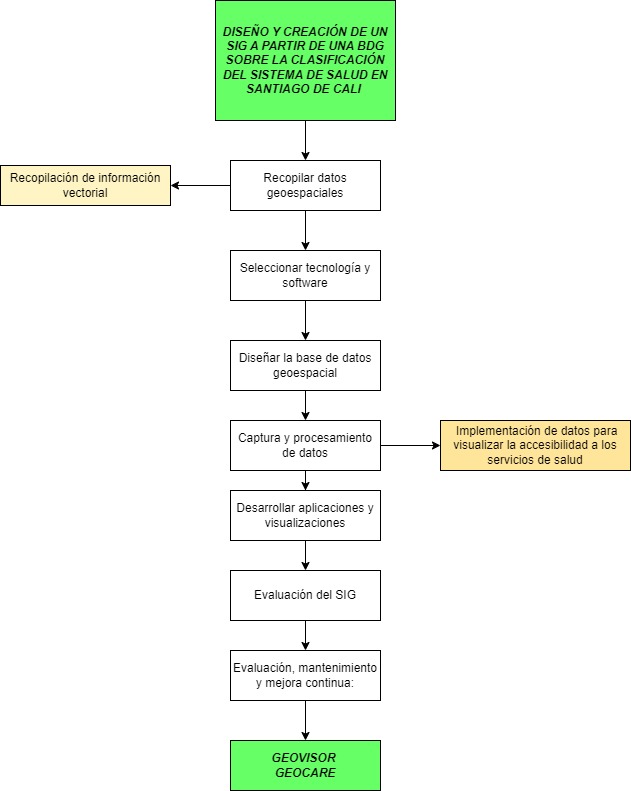 DISEÑO Y CREACIÓN DE UN
SIG A PARTIR DE UNA BDG
SOBRE LA CLASIFICACIÓN
DEL SISTEMA DE SALUD EN
SANTIAGO DE CALI
Recopilar datos
geoespaciales
Recopilación de información
vectorial
Seleccionar tecnología y
software
Diseñar la base de datos
geoespacial
Captura y procesamiento
de datos
Implementación de datos para
visualizar la accesibilidad a los
servicios de salud
Desarrollar aplicaciones y
visualizaciones
Evaluación del SIG
Evaluación, mantenimiento
y mejora continua:
GEOVISOR
GEOCARE